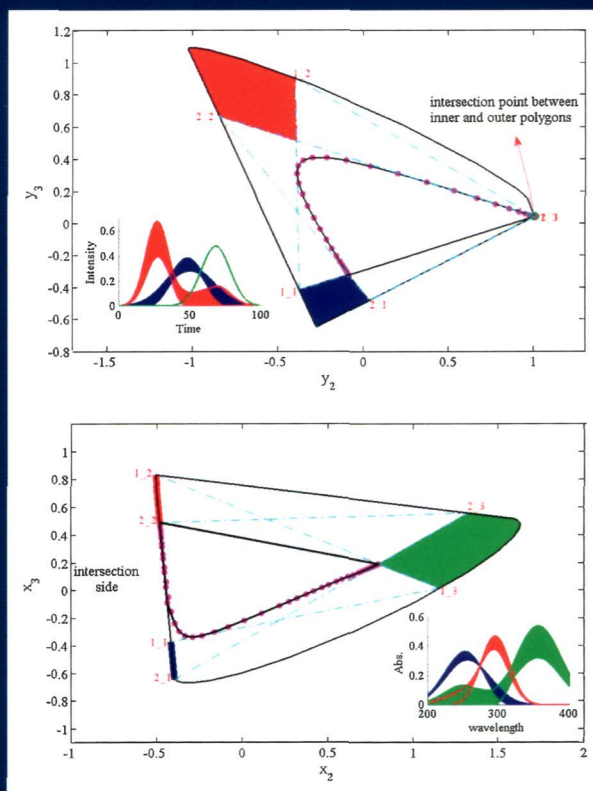 1.2
1
0.8
0.6
0.4
0.2
0
-0.2
-0.4
-0.6
-0.8
y3
1_2
2_2
intersection point between
inner and outer polygons
2_3
1_1
2_1
Intensity
0.6
0.4
0.2
0
0 50 100
Time
-1.5 -1 -0.5 0 0.5 1
y2
1
0.8
0.6
0.4
0.2
0
-0.2
-0.4
-0.6
-0.8
-1
x3
1_2
2_2
2_3
intersection
side
1_3
1_1
2_1
Abs.
0.6
0.4
0.2
0
200 300 400
wavelength
-1 -0.5 0 0.5 1 1.5 2
x2